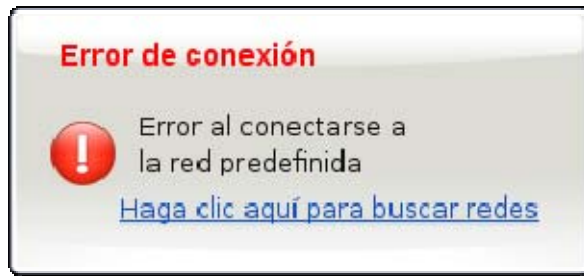 Error de conexión
Error al conectarse a
la red predefinida
Haga clic aquí para buscar redes